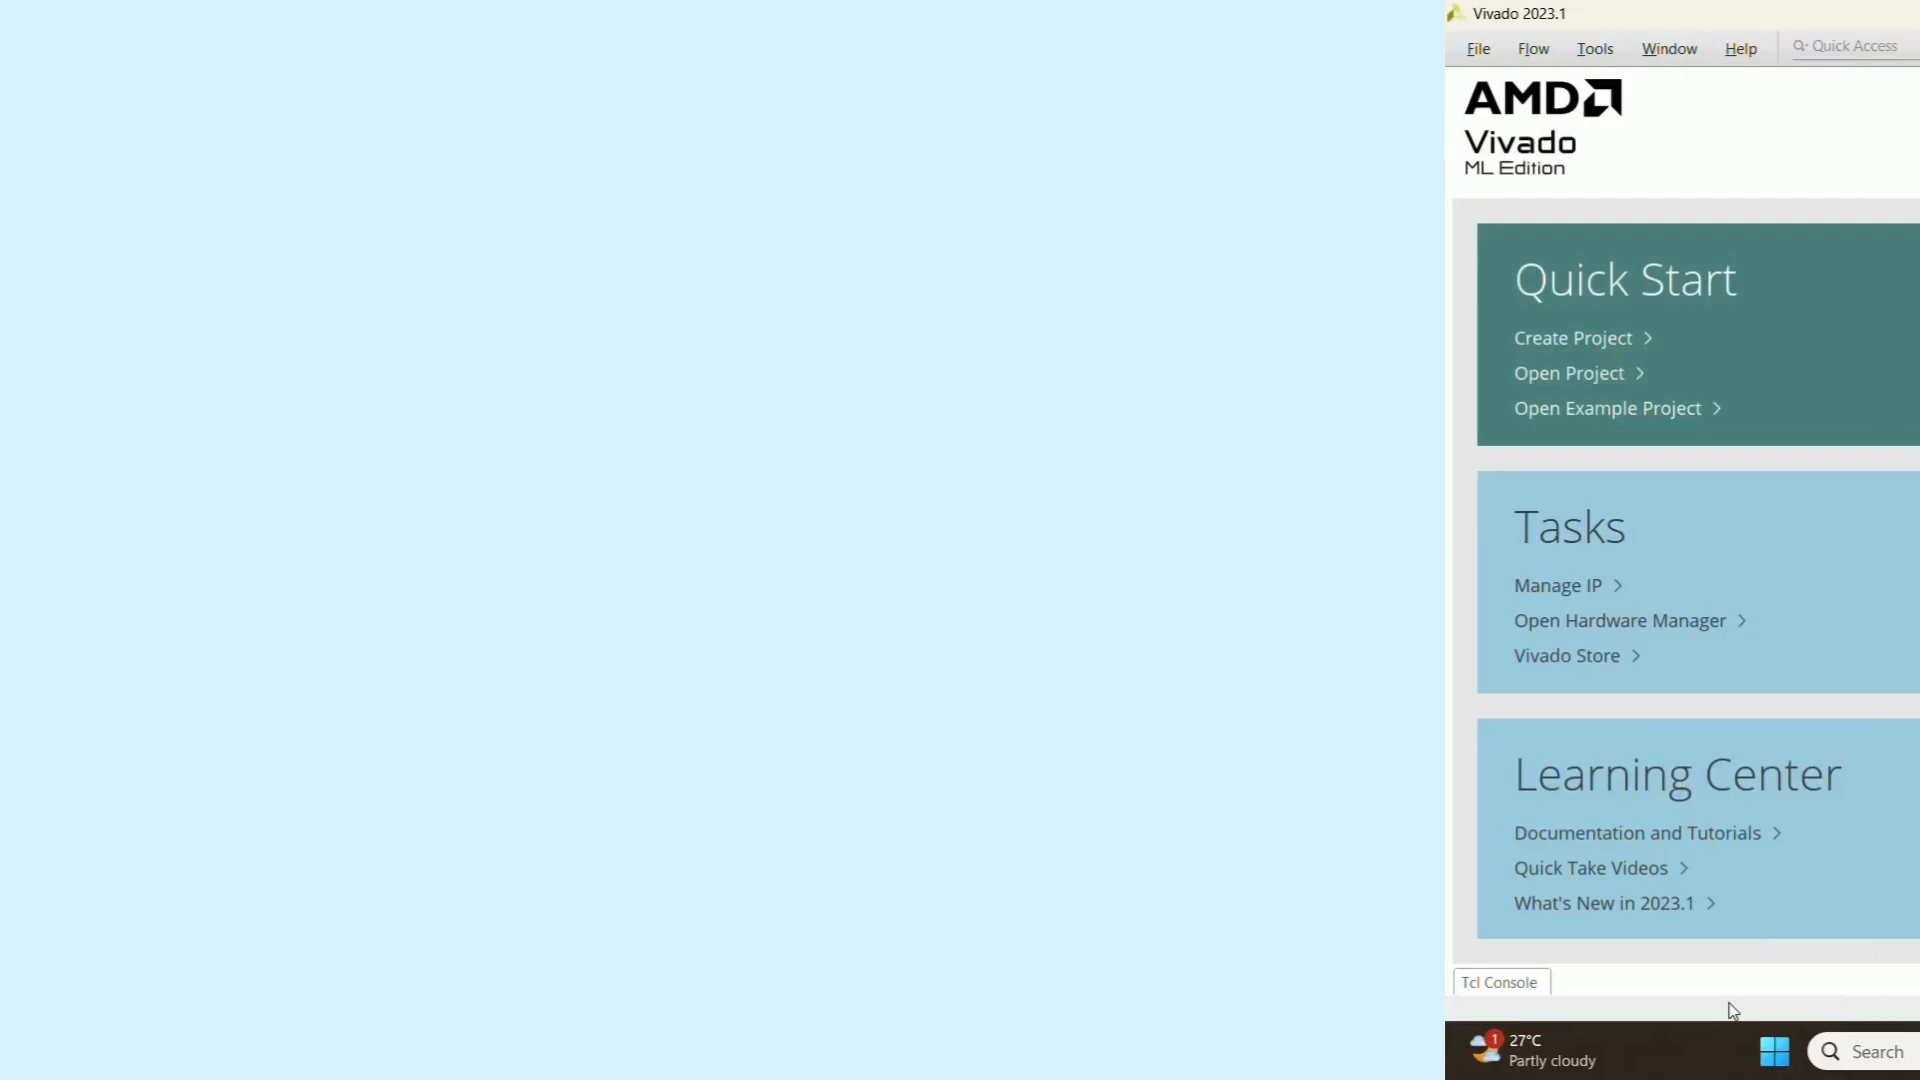 Vivado 2023.1
File Flow Tools Window Help Quick Access
AMD
Vivado
ML Edition
Quick Start
Create Project
Open Project
Open Example Project
Tasks
Manage IP
Open Hardware Manager
Vivado Store
Learning Center
Documentation and Tutorials
Quick Take Videos
What's New in 2023.1
Tcl Console
1 27°C
Partly cloudy
Search